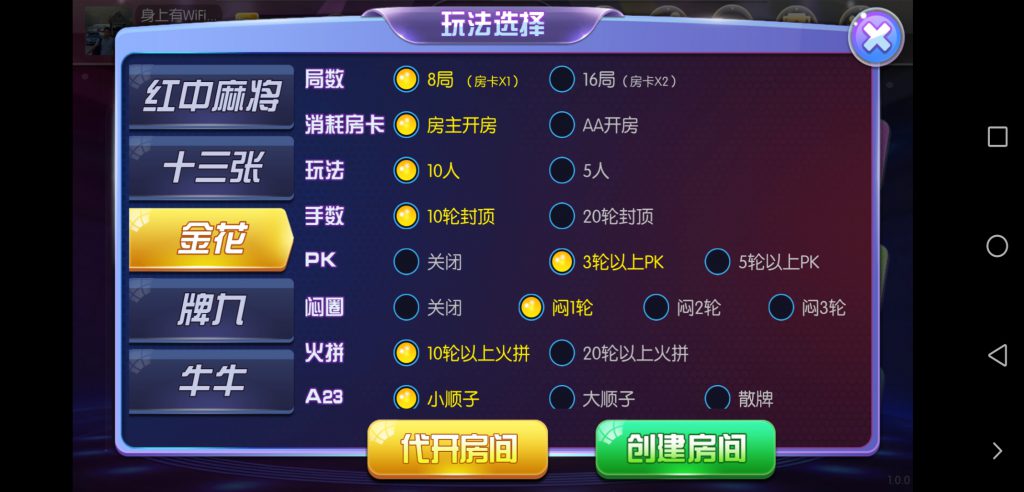 身上有WiFi...
玩法选择
红中麻将
十三张
金花
牌九
牛牛
局数 8局（房卡X1） 16局（房卡X2）
消耗房卡 房主开房 AA开房
玩法 10人 5人
手数 10轮封顶 20轮封顶
PK 关闭 3轮以上PK 5轮以上PK
闷圈 关闭 闷1轮 闷2轮 闷3轮
火拼 10轮以上火拼 20轮以上火拼
A23 小顺子 大顺子 散牌
代开房间 创建房间
1.0.0